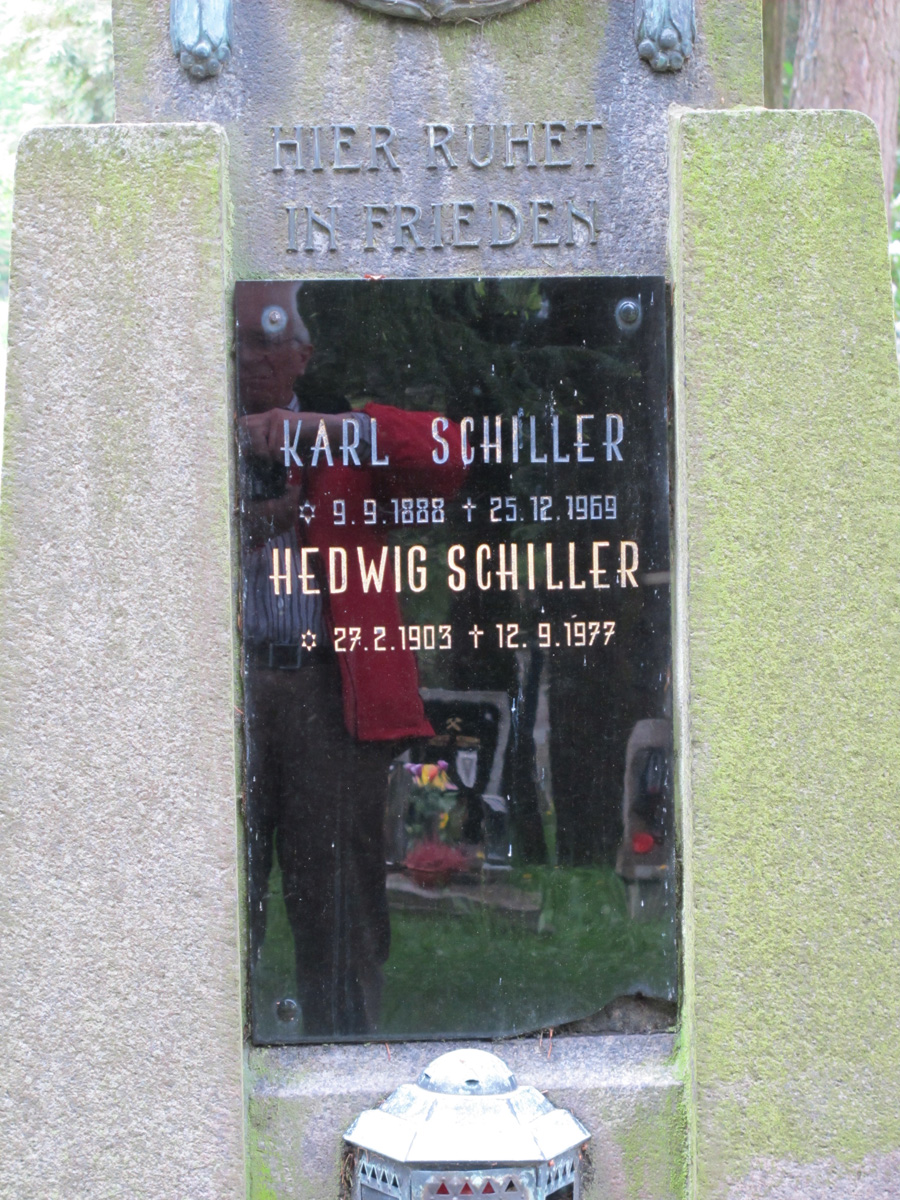 HIER RUHET
IN FRIEDEN
KARL SCHILLER
✡ 9.9.1888 ✝ 25.12.1969
HEDWIG SCHILLER
✡ 27.2.1903 ✝ 12.9.1977